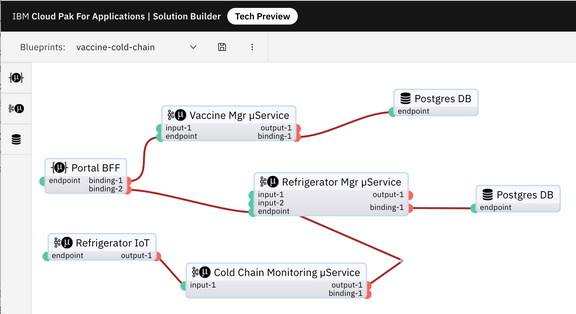 IBM Cloud Pak For Applications | Solution Builder Tech Preview
Blueprints: vaccine-cold-chain
Postgres DB
endpoint
Vaccine Mgr µService
input-1 output-1
endpoint binding-1
Portal BFF
endpoint binding-1
binding-2
Refrigerator Mgr µService
input-1 output-1
input-2
endpoint binding-1
Postgres DB
endpoint
Refrigerator IoT
endpoint output-1
Cold Chain Monitoring µService
input-1 output-1
binding-1